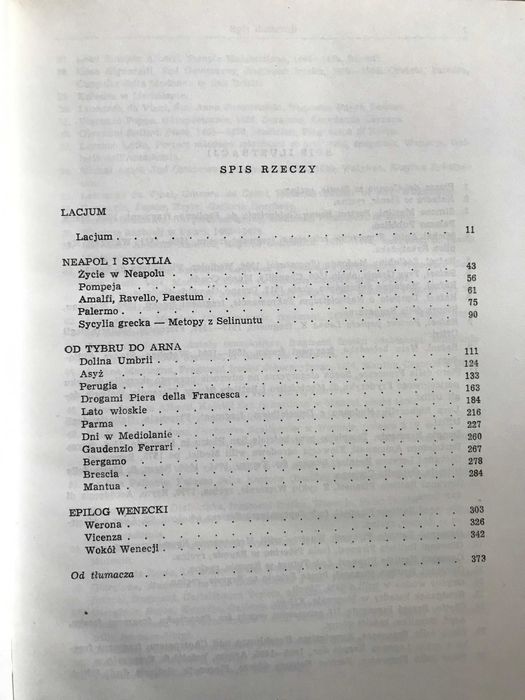 SPIS RZECZY
LACJUM
Lacjum . . . . . . . . . . . . . . . . 11
NEAPOL I SYCYLIA
Życie w Neapolu . . . . . . . . . . . . . 43
Pompeja . . . . . . . . . . . . . . . 56
Amalfi, Ravello, Paestum . . . . . . . . . . . 61
Palermo . . . . . . . . . . . . . . . 75
Sycylia grecka — Metopy z Selinuntu . . . . . . . . 90
OD TYBRU DO ARNA
Dolina Umbrii . . . . . . . . . . . . . . 111
Asyż . . . . . . . . . . . . . . . . 124
Perugia . . . . . . . . . . . . . . . 133
Drogami Piera della Francesca . . . . . . . . . 163
Lato włoskie . . . . . . . . . . . . . . 184
Parma . . . . . . . . . . . . . . . . 216
Dni w Mediolanie . . . . . . . . . . . . . 227
Gaudenzio Ferrari . . . . . . . . . . . . . 260
Bergamo . . . . . . . . . . . . . . . 267
Brescia . . . . . . . . . . . . . . . 278
Mantua . . . . . . . . . . . . . . . 284
EPILOG WENECKI
Werona . . . . . . . . . . . . . . . 303
Vicenza . . . . . . . . . . . . . . . 326
Wokół Wenecji . . . . . . . . . . . . . . 342
Od tłumacza . . . . . . . . . . . . . . 373